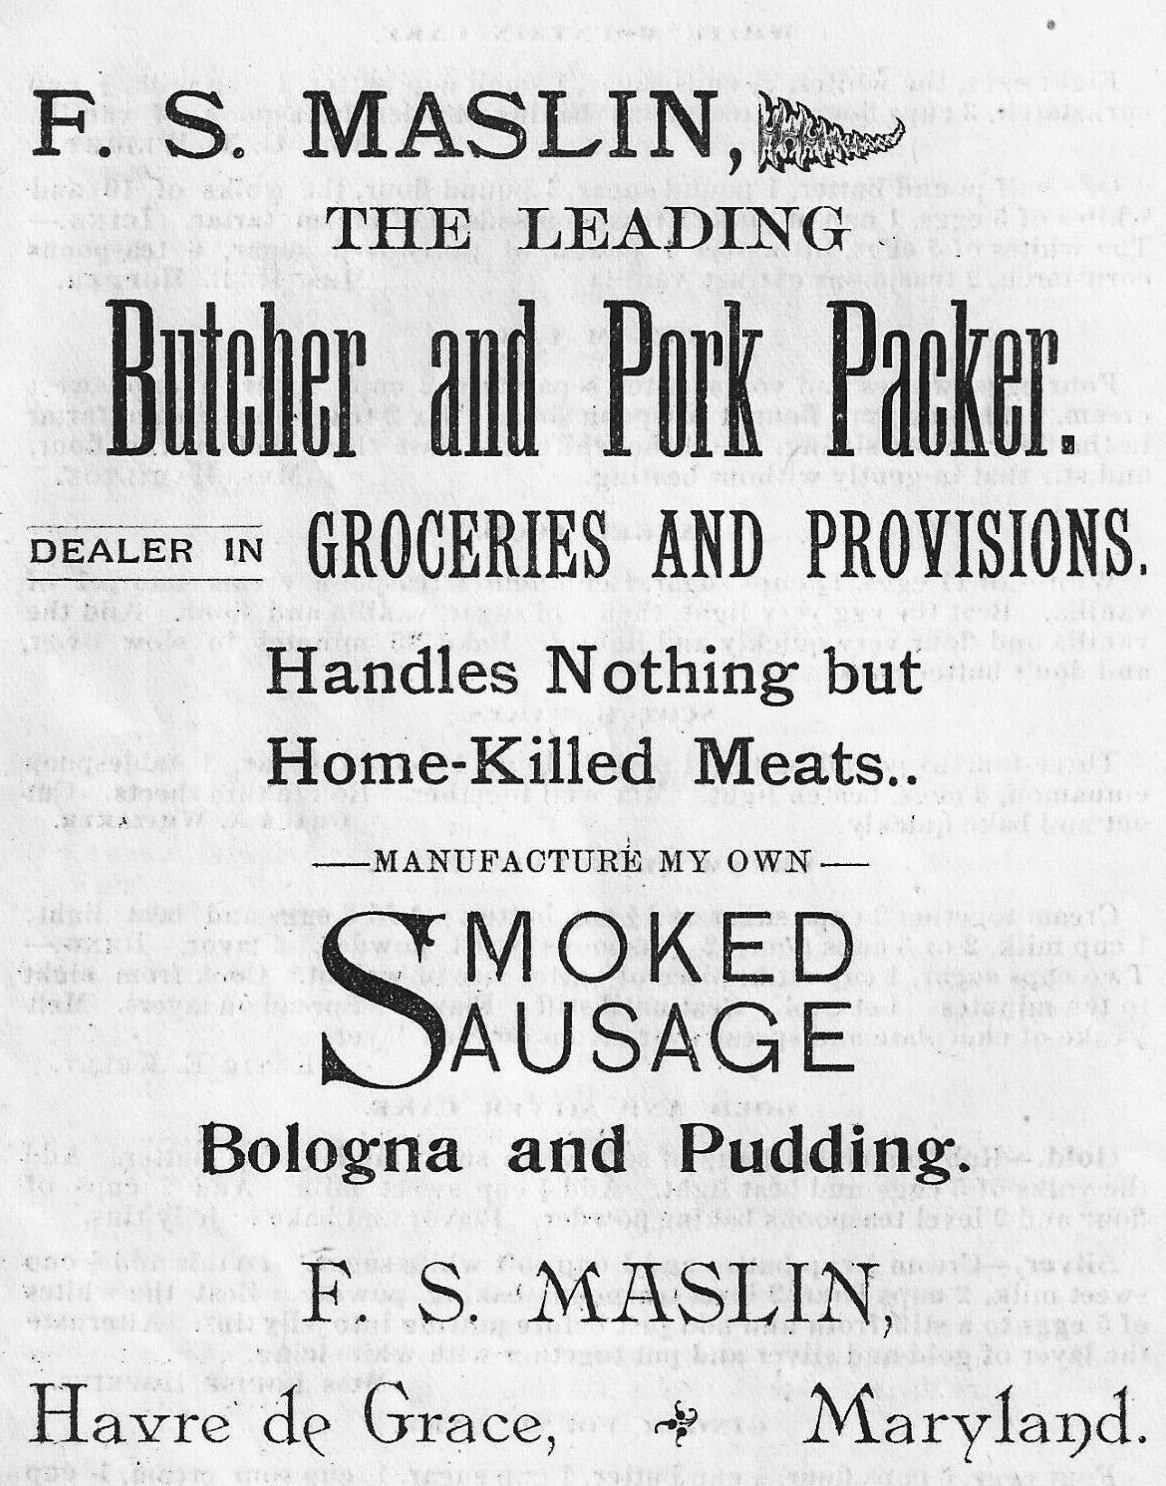 F. S. MASLIN,
THE LEADING
Butcher and Pork Packer.
DEALER IN GROCERIES AND PROVISIONS.
Handles Nothing but
Home-Killed Meats..
—MANUFACTURE MY OWN—
SMOKED
SAUSAGE
Bologna and Pudding.
F. S. MASLIN,
Havre de Grace, Maryland.